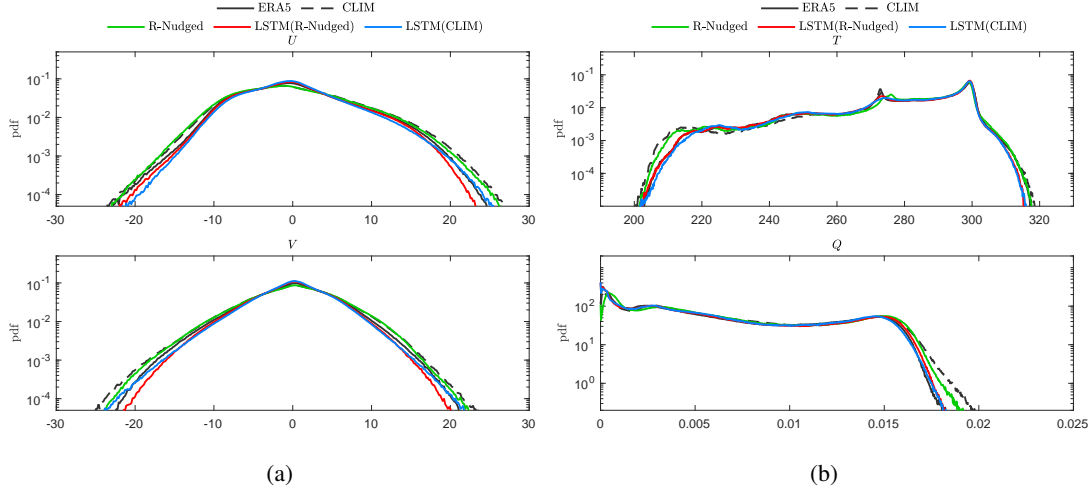 ERA5 CLIM
R-Nudged LSTM(R-Nudged) LSTM(CLIM)
U
pdf
10^-1
10^-2
10^-3
10^-4
-30 -20 -10 0 10 20 30
V
pdf
10^-1
10^-2
10^-3
10^-4
-30 -20 -10 0 10 20 30
(a)
ERA5 CLIM
R-Nudged LSTM(R-Nudged) LSTM(CLIM)
T
pdf
10^-1
10^-2
10^-3
10^-4
200 220 240 260 280 300 320
Q
pdf
10^2
10^1
10^0
0 0.005 0.01 0.015 0.02 0.025
(b)